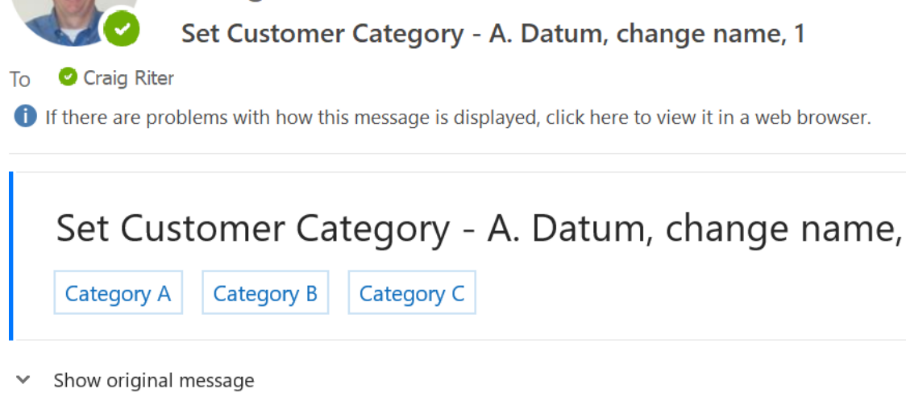 Set Customer Category - A. Datum, change name, 1
To Craig Riter
If there are problems with how this message is displayed, click here to view it in a web browser.
Set Customer Category - A. Datum, change name,
Category A Category B Category C
Show original message